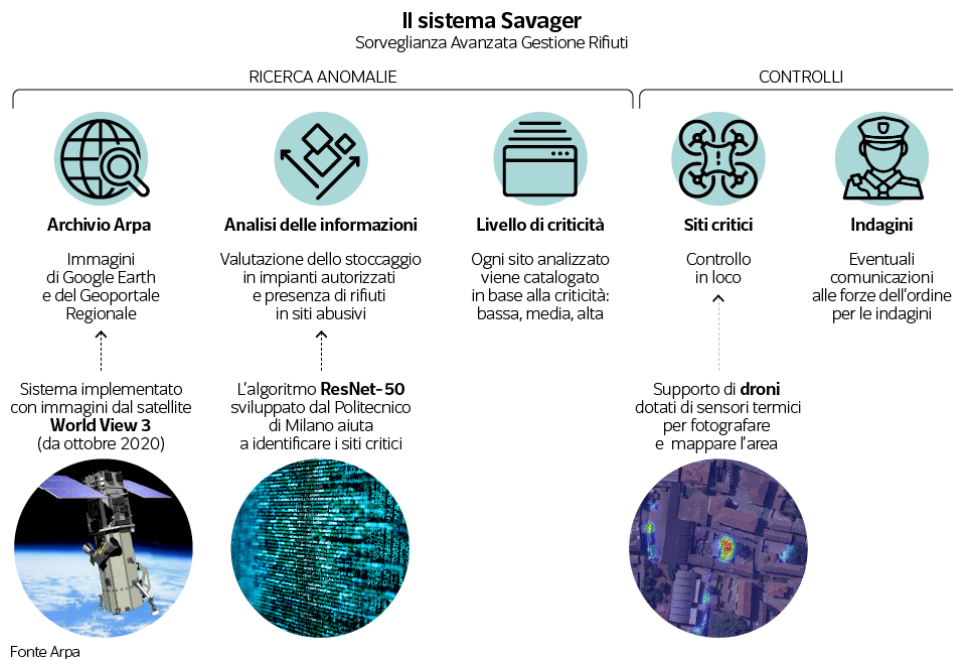 Il sistema Savager
Sorveglianza Avanzata Gestione Rifiuti
RICERCA ANOMALIE
CONTROLLI
Archivio Arpa
Immagini
di Google Earth
e del Geoportale
Regionale
Analisi delle informazioni
Valutazione dello stoccaggio
in impianti autorizzati
e presenza di rifiuti
in siti abusivi
Livello di criticità
Ogni sito analizzato
viene catalogato
in base alla criticità:
bassa, media, alta
Siti critici
Controllo
in loco
Indagini
Eventuali
comunicazioni
alle forze dell'ordine
per le indagini
Sistema implementato
con immagini dal satellite
World View 3
(da ottobre 2020)
L'algoritmo ResNet-50
sviluppato dal Politecnico
di Milano aiuta
a identificare i siti critici
Supporto di droni
dotati di sensori termici
per fotografare
e mappare l'area
Fonte Arpa